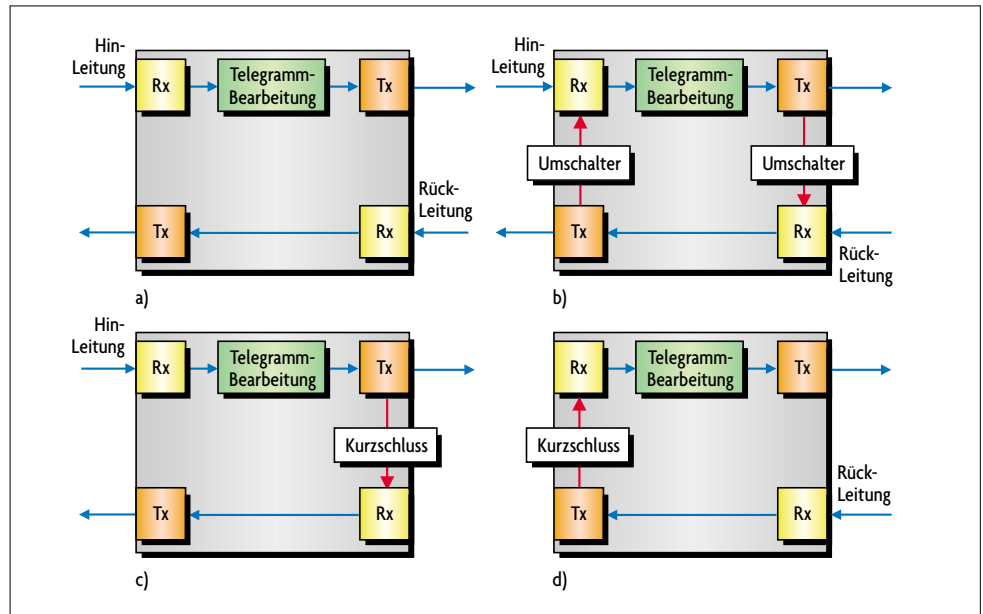 Hin-
Leitung
Rx
Telegramm-
Bearbeitung
Tx
Rück-
Leitung
Tx
Rx
a)
Hin-
Leitung
Rx
Telegramm-
Bearbeitung
Tx
Umschalter
Umschalter
Tx
Rx
Rück-
Leitung
b)
Hin-
Leitung
Rx
Telegramm-
Bearbeitung
Tx
Kurzschluss
Tx
Rx
c)
Rx
Telegramm-
Bearbeitung
Tx
Kurzschluss
Rück-
Leitung
Tx
Rx
d)